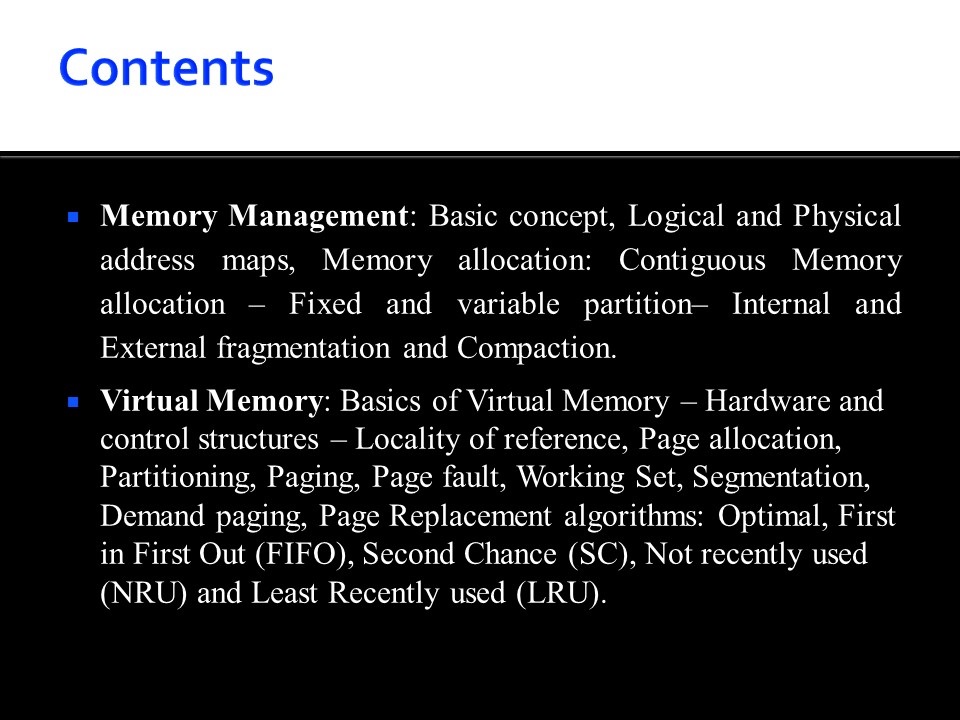 Contents
Memory Management: Basic concept, Logical and Physical
address maps, Memory allocation: Contiguous Memory
allocation – Fixed and variable partition– Internal and
External fragmentation and Compaction.
Virtual Memory: Basics of Virtual Memory – Hardware and
control structures – Locality of reference, Page allocation,
Partitioning, Paging, Page fault, Working Set, Segmentation,
Demand paging, Page Replacement algorithms: Optimal, First
in First Out (FIFO), Second Chance (SC), Not recently used
(NRU) and Least Recently used (LRU).